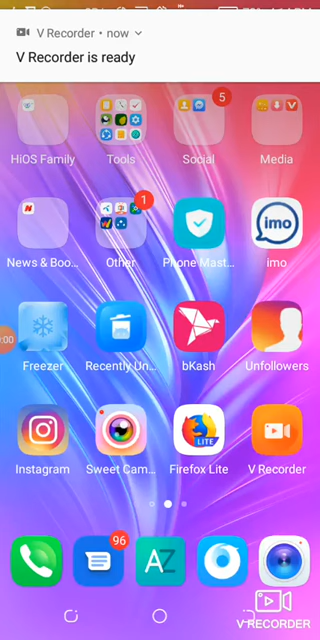 V Recorder • now
V Recorder is ready
5
HiOS Family Tools Social Media
1
imo
News & Boo... Other Phone Mast... imo
:00
Freezer Recently Un... bKash Unfollowers
LITE
Instagram Sweet Cam... Firefox Lite V Recorder
96
AZ
V RECORDER